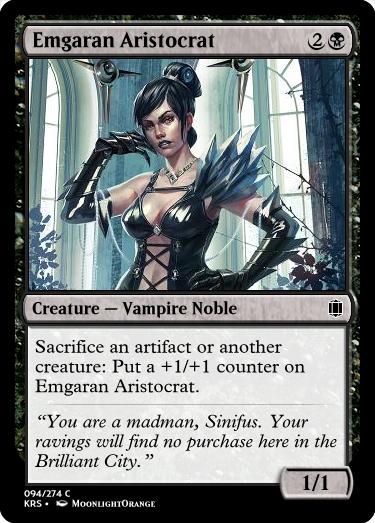 Emgaran Aristocrat 2
Creature — Vampire Noble
Sacrifice an artifact or another
creature: Put a +1/+1 counter on
Emgaran Aristocrat.
“You are a madman, Sinifus. Your
ravings will find no purchase here in the
Brilliant City.”
1/1
094/274 C
KRS • MoonlightOrange